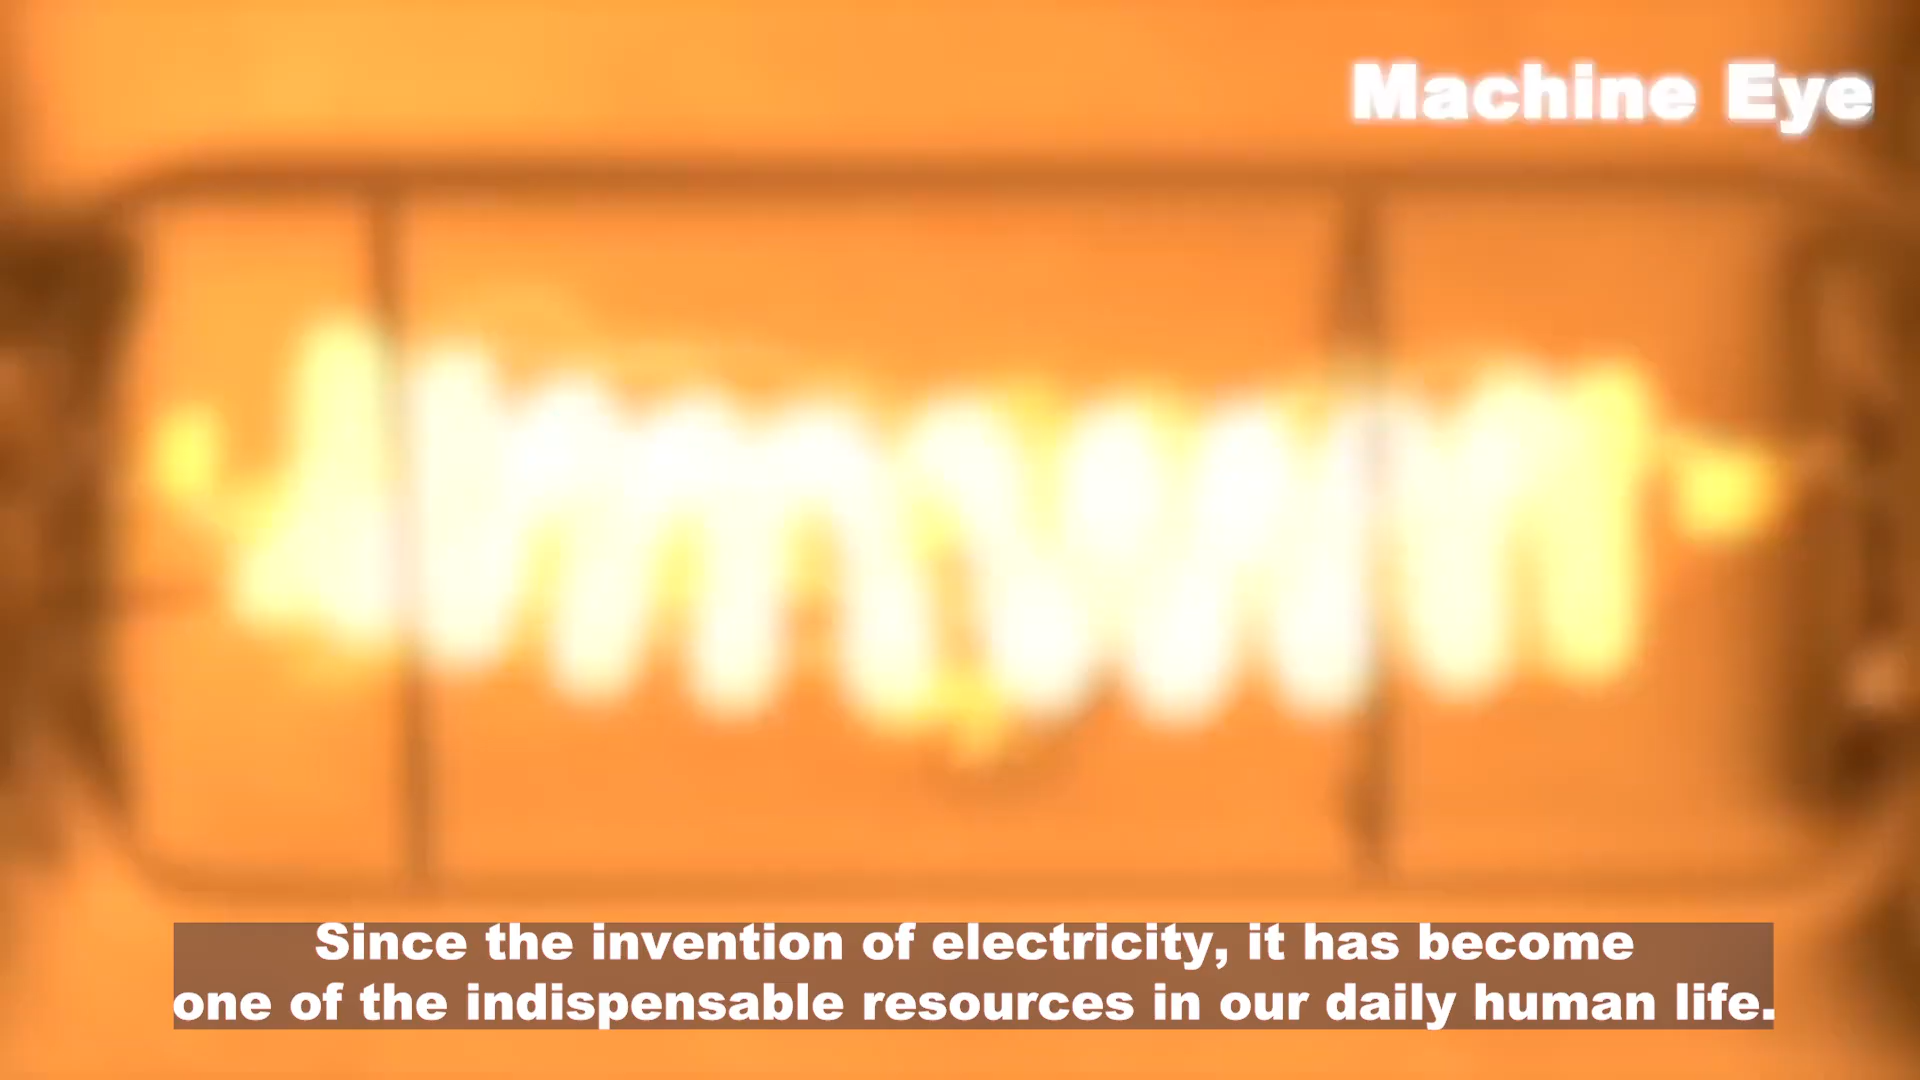 Machine Eye
Since the invention of electricity, it has become
one of the indispensable resources in our daily human life.